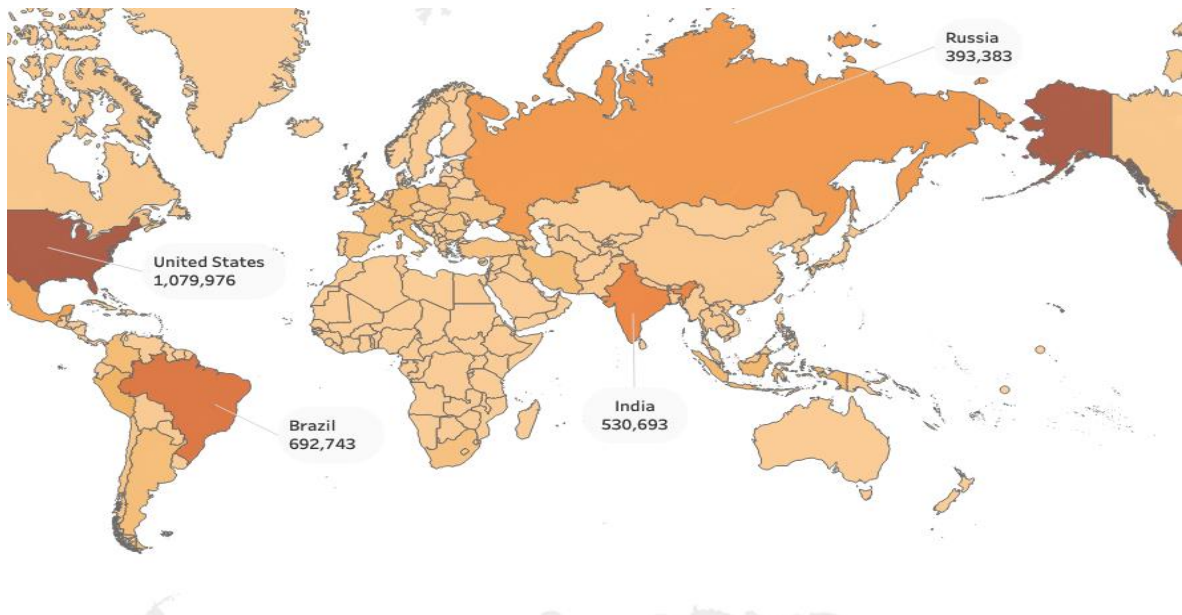 Russia
393,383
United States
1,079,976
India
530,693
Brazil
692,743